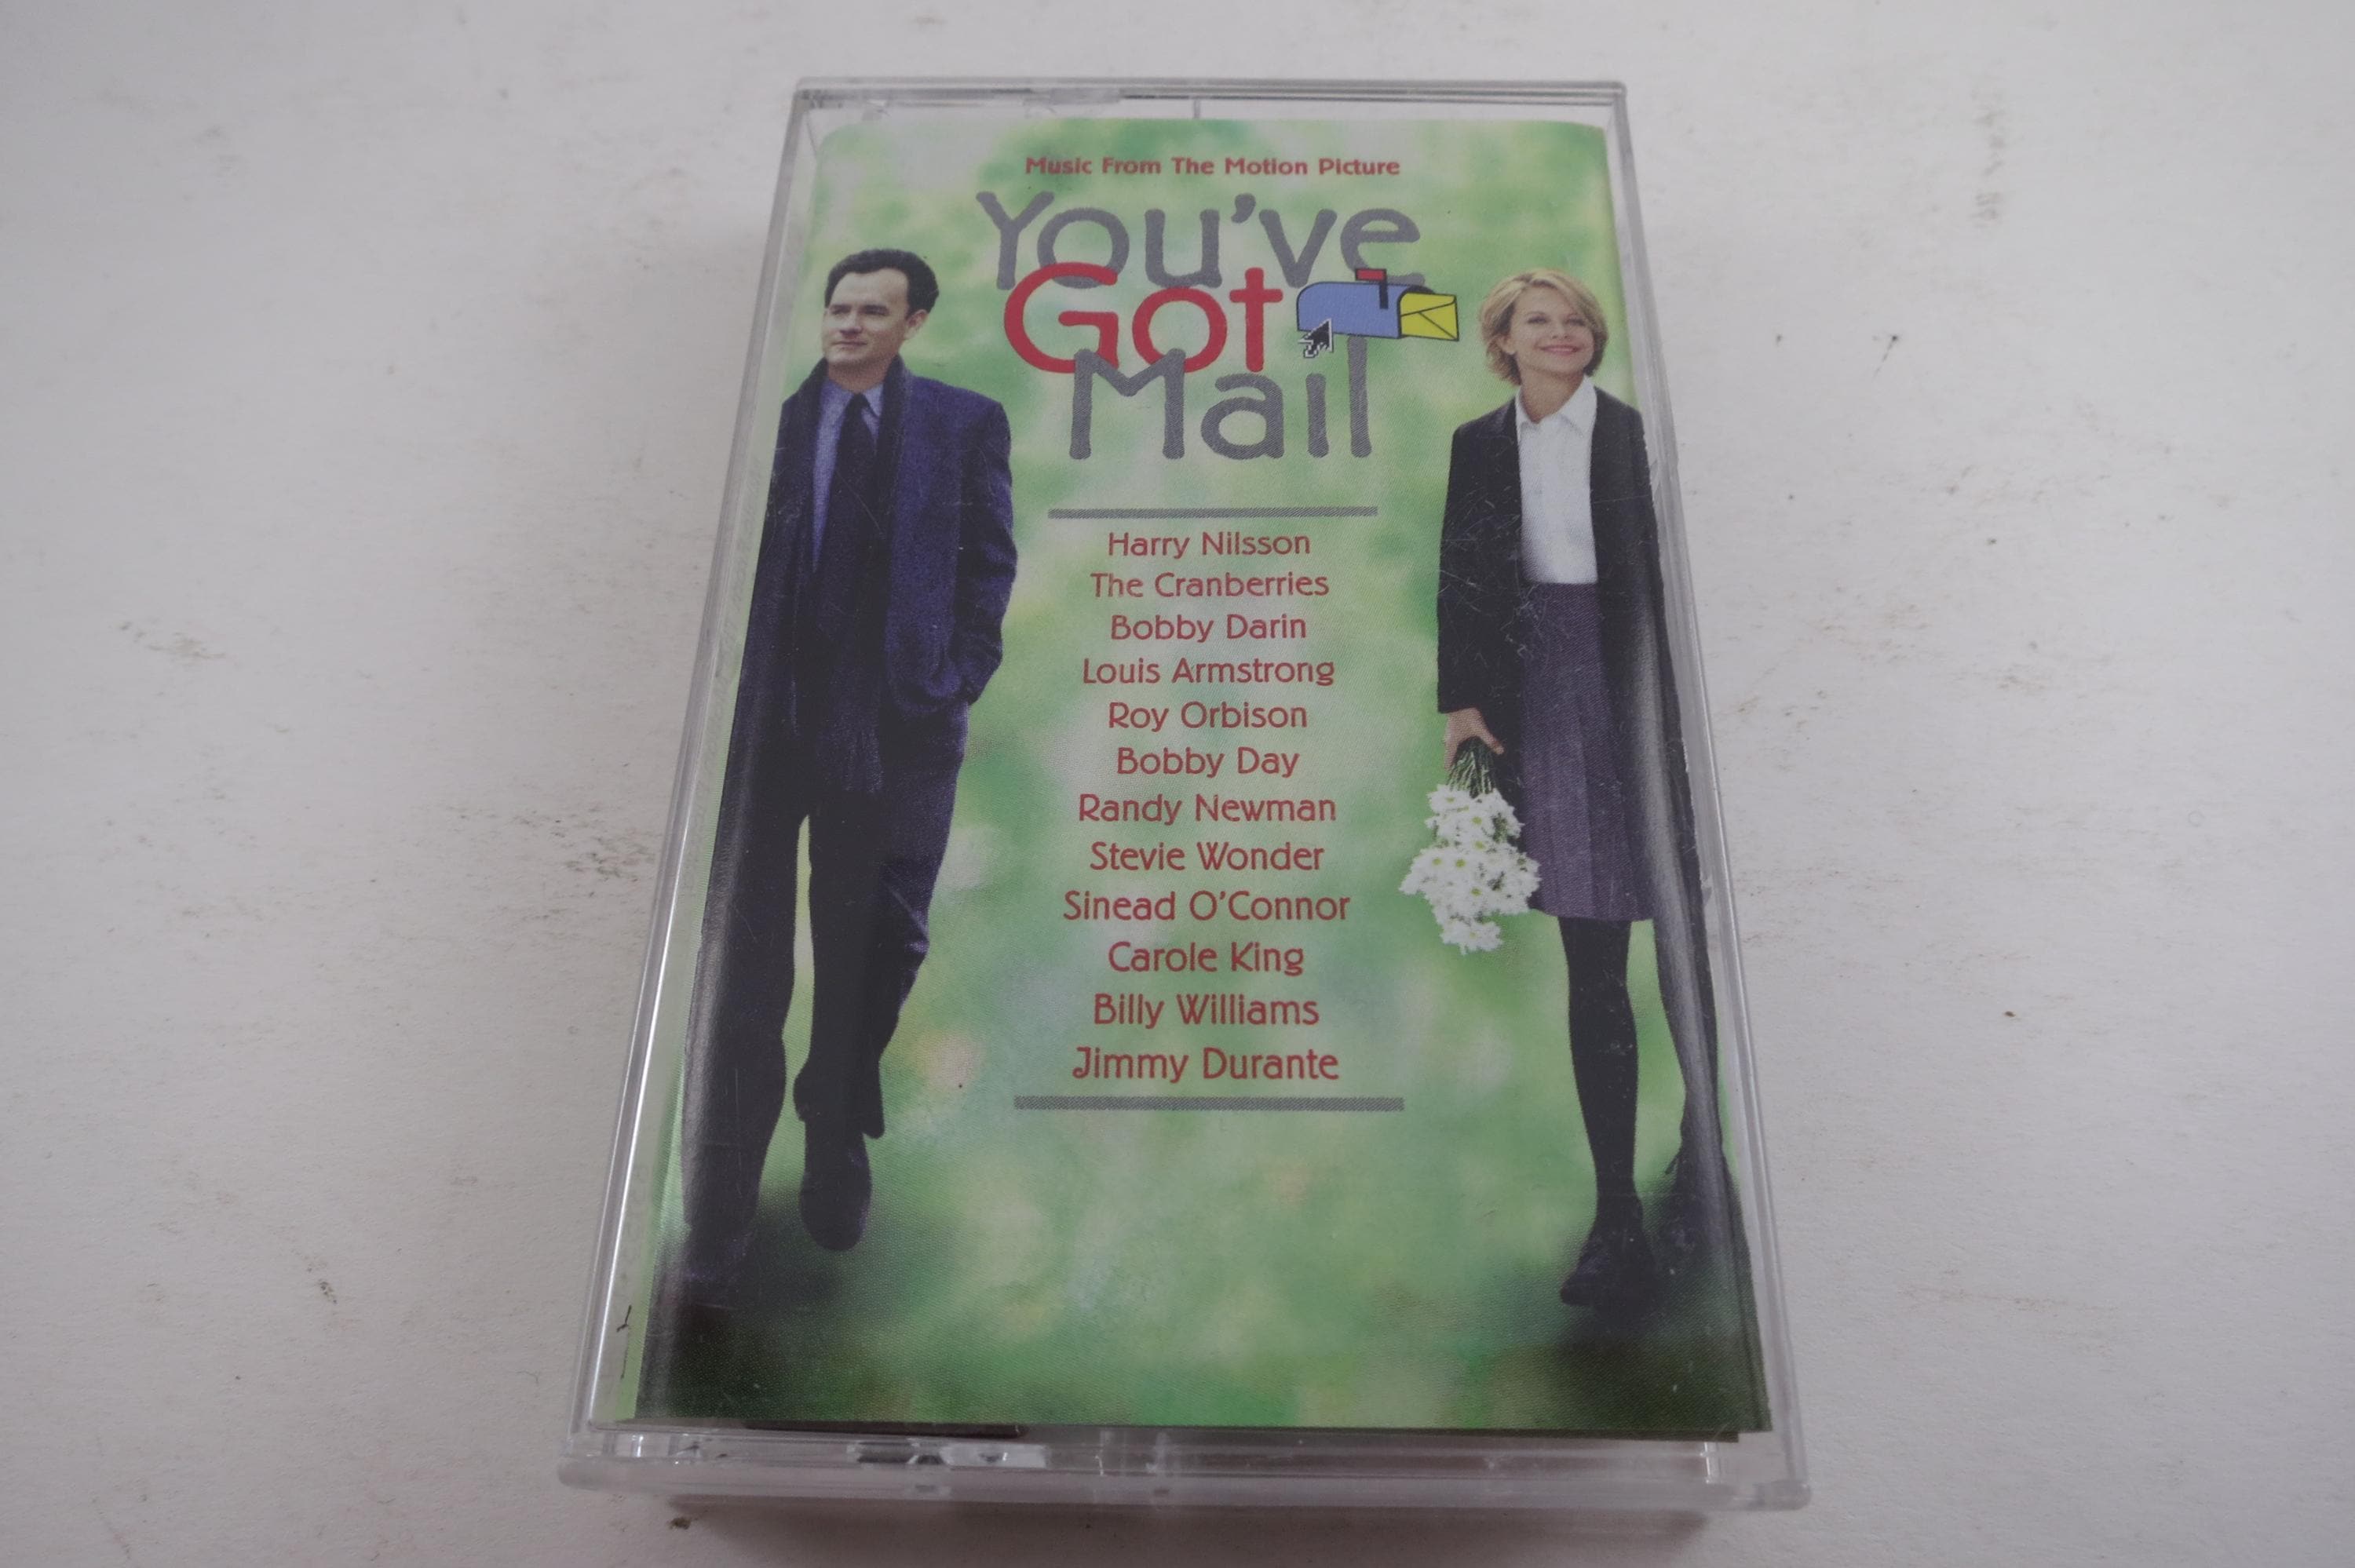 Music From The Motion Picture
You've
Got
Mail
Harry Nilsson
The Cranberries
Bobby Darin
Louis Armstrong
Roy Orbison
Bobby Day
Randy Newman
Stevie Wonder
Sinead O'Connor
Carole King
Billy Williams
Jimmy Durante